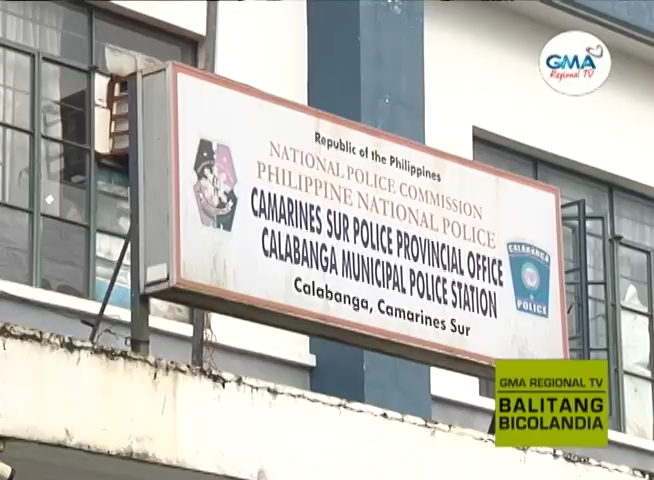 GMA
Regional TV
Republic of the Philippines
NATIONAL POLICE COMMISSION
PHILIPPINE NATIONAL POLICE
CAMARINES SUR POLICE PROVINCIAL OFFICE
CALABANGA MUNICIPAL POLICE STATION
Calabanga, Camarines Sur
CALABANGA
POLICE
GMA REGIONAL TV
BALITANG
BICOLANDIA